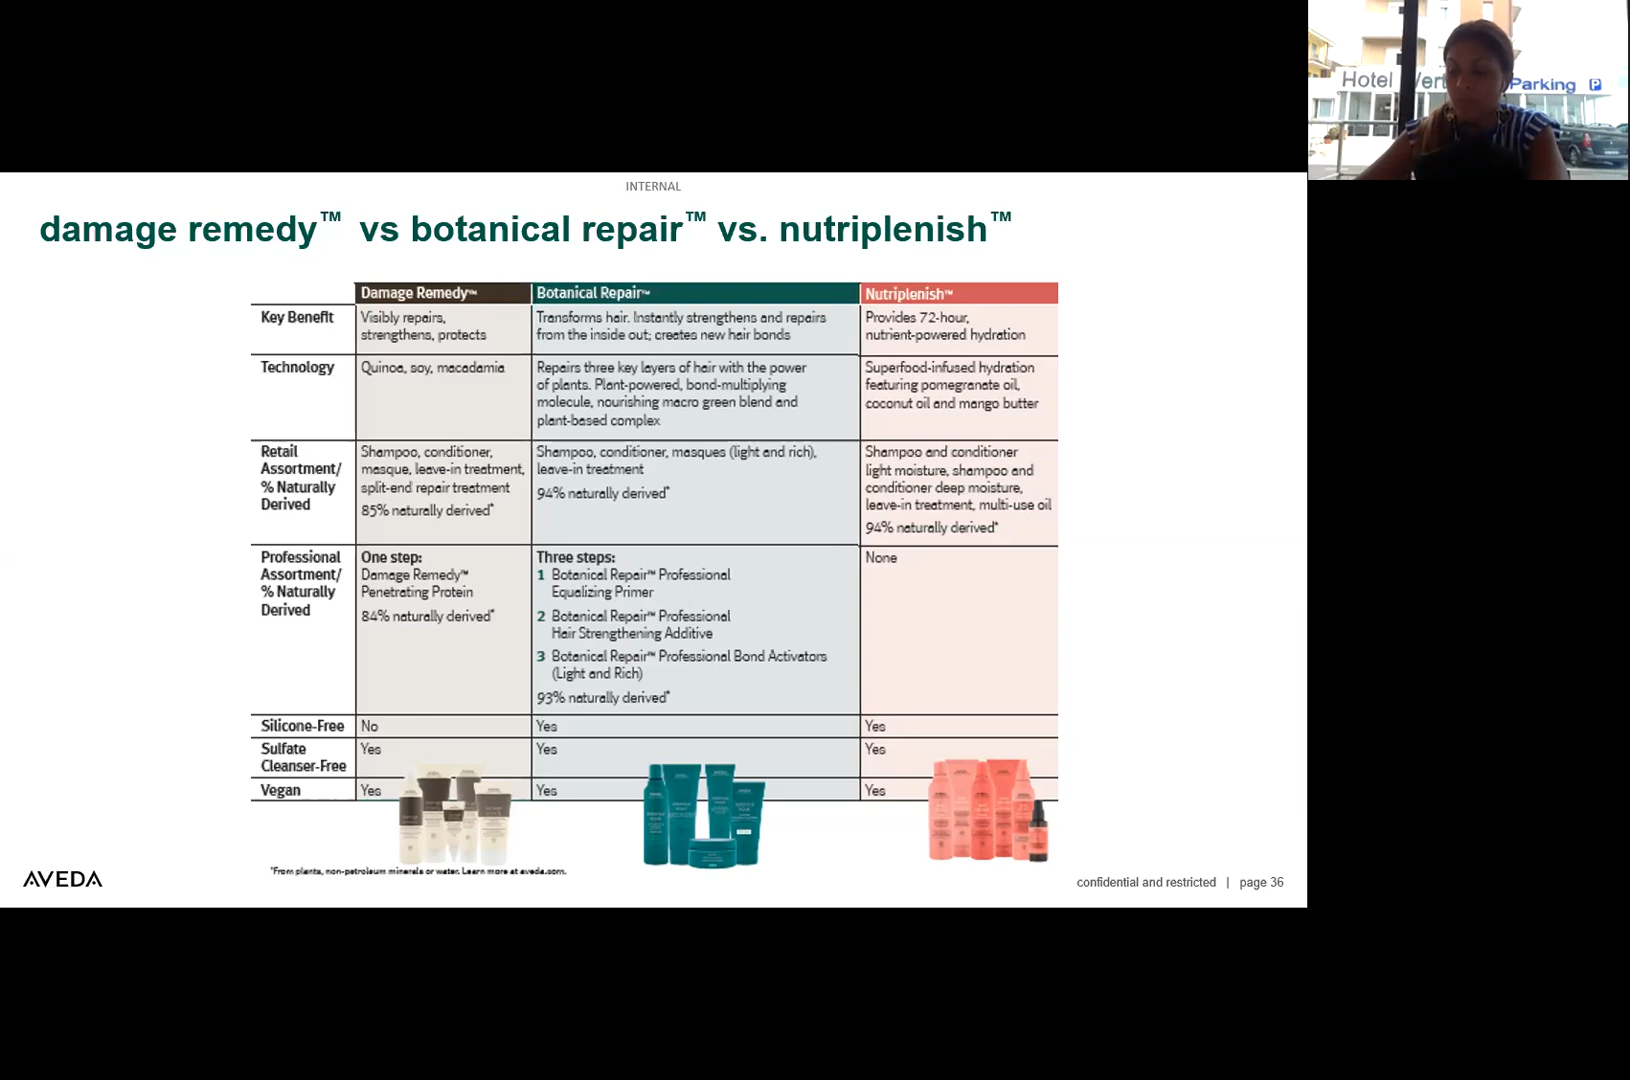 Hotel
Parking P
INTERNAL
damage remedy™ vs botanical repair™ vs. nutriplenish™
Damage Remedy™ Botanical Repair™ Nutriplenish™
Key Benefit
Visibly repairs,
strengthens, protects
Transforms hair. Instantly strengthens and repairs
from the inside out; creates new hair bonds
Provides 72-hour,
nutrient-powered hydration
Technology
Quinoa, soy, macadamia
Repairs three key layers of hair with the power
of plants. Plant-powered, bond-multiplying
molecule, nourishing macro green blend and
plant-based complex
Superfood-infused hydration
featuring pomegranate oil,
coconut oil and mango butter
Retail
Assortment/
% Naturally
Derived
Shampoo, conditioner,
masque, leave-in treatment,
split-end repair treatment
85% naturally derived*
Shampoo, conditioner, masques (light and rich),
leave-in treatment
94% naturally derived*
Shampoo and conditioner
light moisture, shampoo and
conditioner deep moisture,
leave-in treatment, multi-use oil
94% naturally derived*
Professional
Assortment/
% Naturally
Derived
One step:
Damage Remedy™
Penetrating Protein
84% naturally derived*
Three steps:
1 Botanical Repair™ Professional
Equalizing Primer
2 Botanical Repair™ Professional
Hair Strengthening Additive
3 Botanical Repair™ Professional Bond Activators
(Light and Rich)
93% naturally derived*
None
Silicone-Free No Yes Yes
Sulfate
Cleanser-Free
Yes Yes Yes
Vegan Yes Yes Yes
*From plants, non-petroleum minerals or water. Learn more at aveda.com.
AVEDA
confidential and restricted | page 36